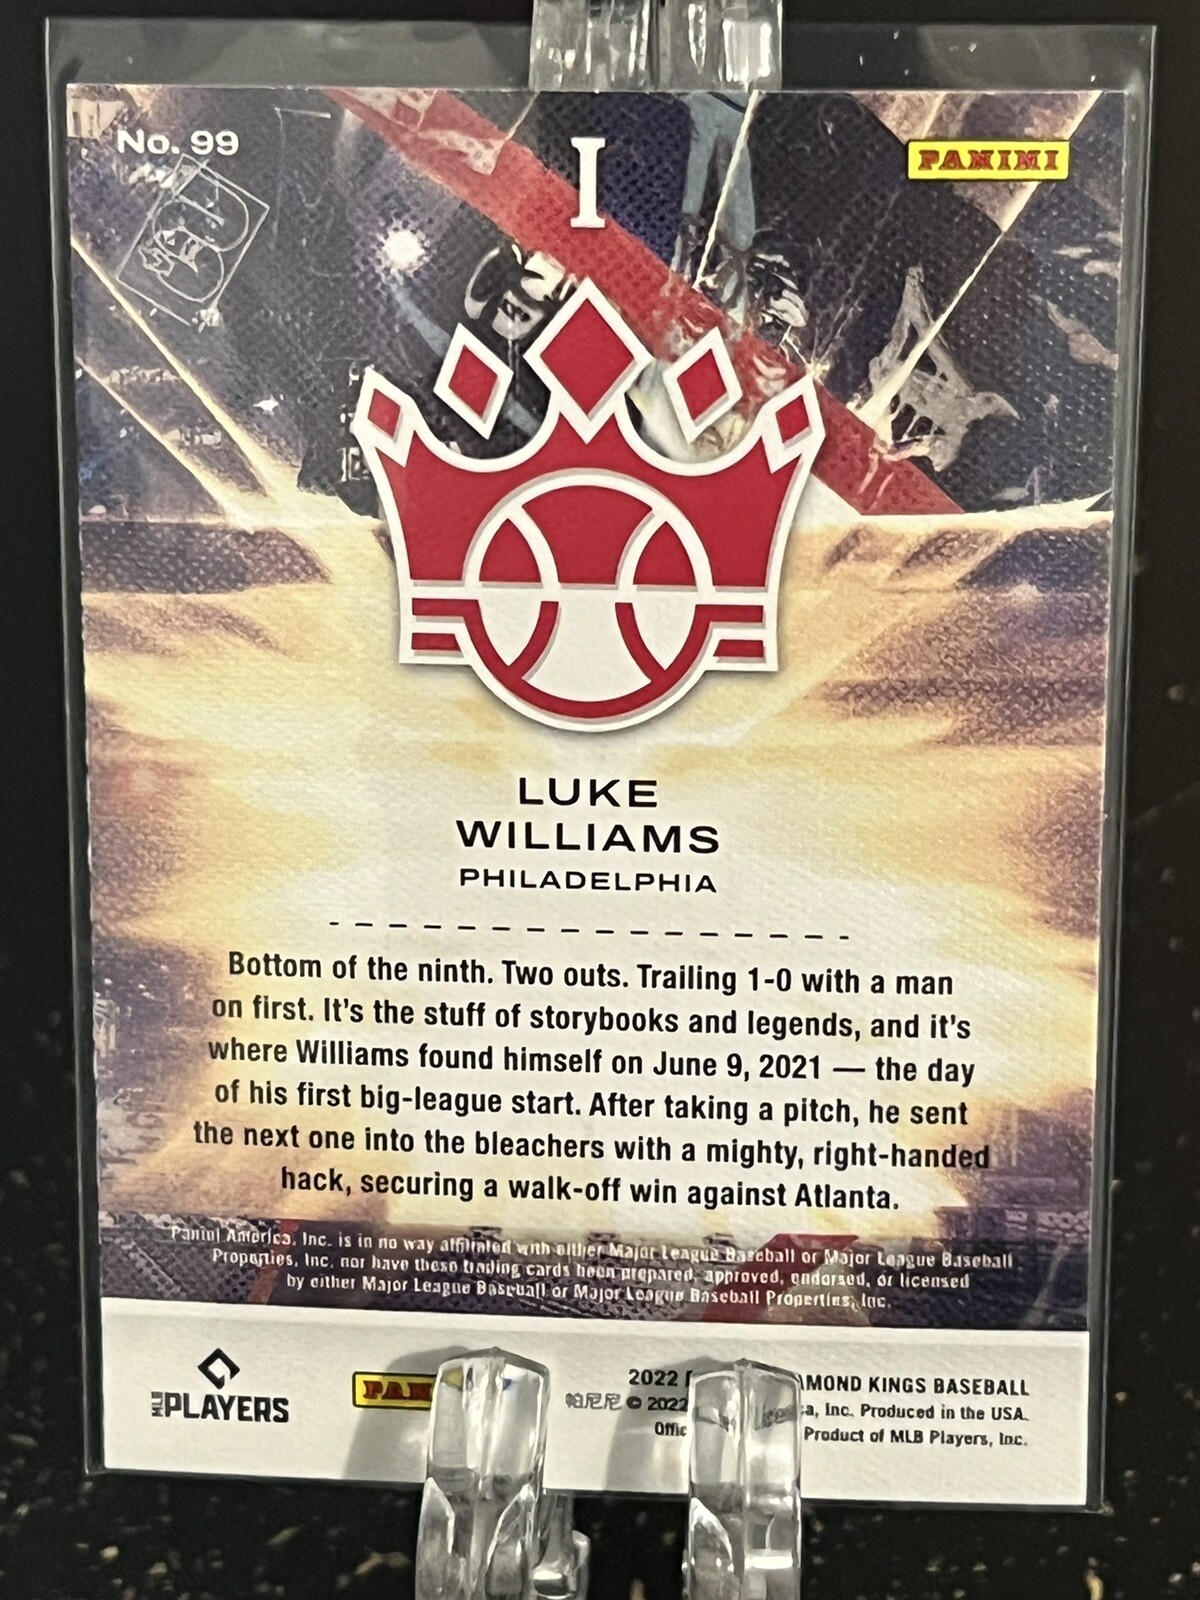 No. 99
I
PANINI
LUKE
WILLIAMS
PHILADELPHIA
Bottom of the ninth. Two outs. Trailing 1-0 with a man
on first. It's the stuff of storybooks and legends, and it's
where Williams found himself on June 9, 2021 — the day
of his first big-league start. After taking a pitch, he sent
the next one into the bleachers with a mighty, right-handed
hack, securing a walk-off win against Atlanta.
Panini America, Inc. is in no way affiliated with either Major League Baseball or Major League Baseball
Properties, Inc. nor have these trading cards been prepared, approved, endorsed, or licensed
by either Major League Baseball or Major League Baseball Properties, Inc.
MLB PLAYERS
PAN
2022 AMOND KINGS BASEBALL
帕尼尼 © 2022 a, Inc. Produced in the USA.
Offic Product of MLB Players, Inc.